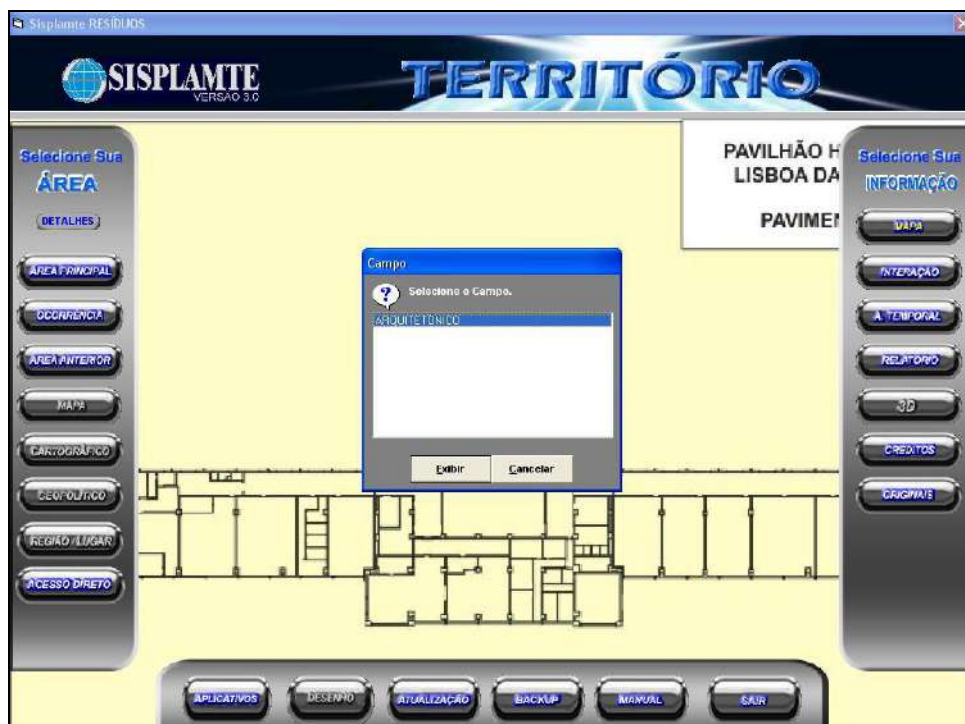 Sisplamte RESÍDUOS
SISPLAMTE
VERSÃO 3.0
TERRITÓRIO
Selecione Sua
ÁREA
DETALHES
ÁREA PRINCIPAL
OCORRÊNCIA
ÁREA ANTERIOR
MAPA
CARTOGRÁFICO
GEOPOLÍTICO
REGIÃO / LUGAR
ACESSO DIRETO
PAVILHÃO H
LISBOA DA
PAVIMEN
Campo
Selecione o Campo.
ARQUITETÔNICO
Exibir
Cancelar
Selecione Sua
INFORMAÇÃO
MAPA
INTERAÇÃO
A. TEMPORAL
RELATÓRIO
3D
CRÉDITOS
ORIGINAIS
APLICATIVOS
DESENHO
ATUALIZAÇÃO
BACKUP
MANUAL
SAIR